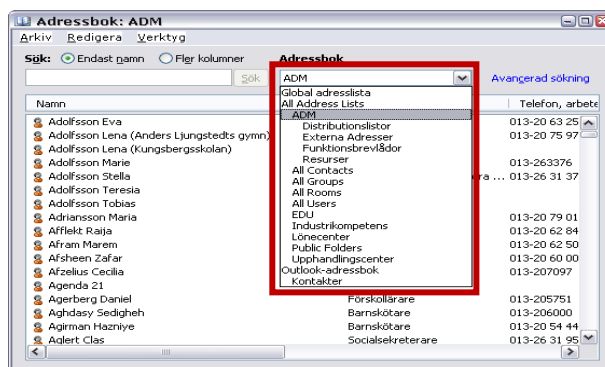 Adressbok: ADM
Arkiv Redigera Verktyg
Sök: Endast namn Fler kolumner Adressbok
Sök ADM Avancerad sökning
Namn Telefon, arbete
Global adresslista
All Address Lists
ADM
Distributionslistor
Externa Adresser
Funktionsbrevlådor
Resurser
All Contacts
All Groups
All Rooms
All Users
EDU
Industrikompetens
Lönecenter
Public Folders
Upphandlingscenter
Outlook-adressbok
Kontakter
Adolfsson Eva 013-20 63 25
Adolfsson Lena (Anders Ljungstedts gymn) 013-20 75 97
Adolfsson Lena (Kungsbergsskolan)
Adolfsson Marie 013-263376
Adolfsson Stella ra ... 013-26 31 37
Adolfsson Teresia
Adolfsson Tobias
Adriansson Maria 013-20 79 01
Afflekt Raija 013-20 62 84
Afram Marem 013-20 62 50
Afsheen Zafar 013-20 60 00
Afzelius Cecilia 013-207097
Agenda 21
Agerberg Daniel Förskollärare 013-205751
Aghdasy Sedigheh Barnskötare 013-206000
Agirman Hazniye Barnskötare 013-20 54 44
Aglert Clas Socialsekreterare 013-26 31 95